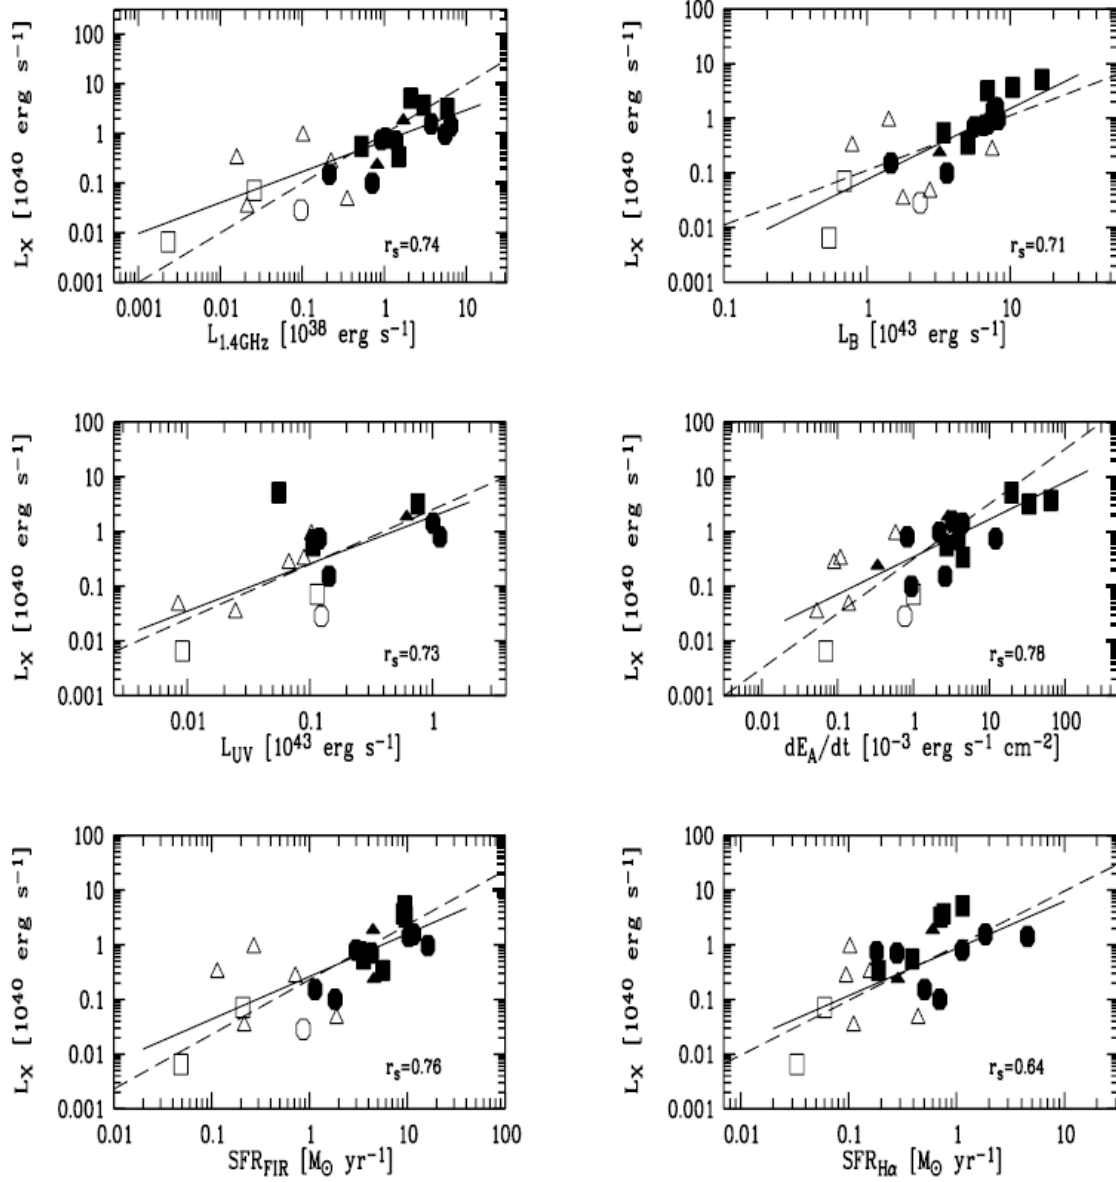 100
10
1
0.1
0.01
0.001
L_X [10^40 erg s^−1]
r_s=0.74
0.001 0.01 0.1 1 10
L_1.4GHz [10^38 erg s^−1]
100
10
1
0.1
0.01
0.001
L_X [10^40 erg s^−1]
r_s=0.71
0.1 1 10
L_B [10^43 erg s^−1]
100
10
1
0.1
0.01
0.001
L_X [10^40 erg s^−1]
r_s=0.73
0.01 0.1 1
L_UV [10^43 erg s^−1]
100
10
1
0.1
0.01
0.001
L_X [10^40 erg s^−1]
r_s=0.78
0.01 0.1 1 10 100
dE_A/dt [10^−3 erg s^−1 cm^−2]
100
10
1
0.1
0.01
0.001
L_X [10^40 erg s^−1]
r_s=0.76
0.01 0.1 1 10 100
SFR_FIR [M_⊙ yr^−1]
100
10
1
0.1
0.01
0.001
L_X [10^40 erg s^−1]
r_s=0.64
0.01 0.1 1 10
SFR_Hα [M_⊙ yr^−1]